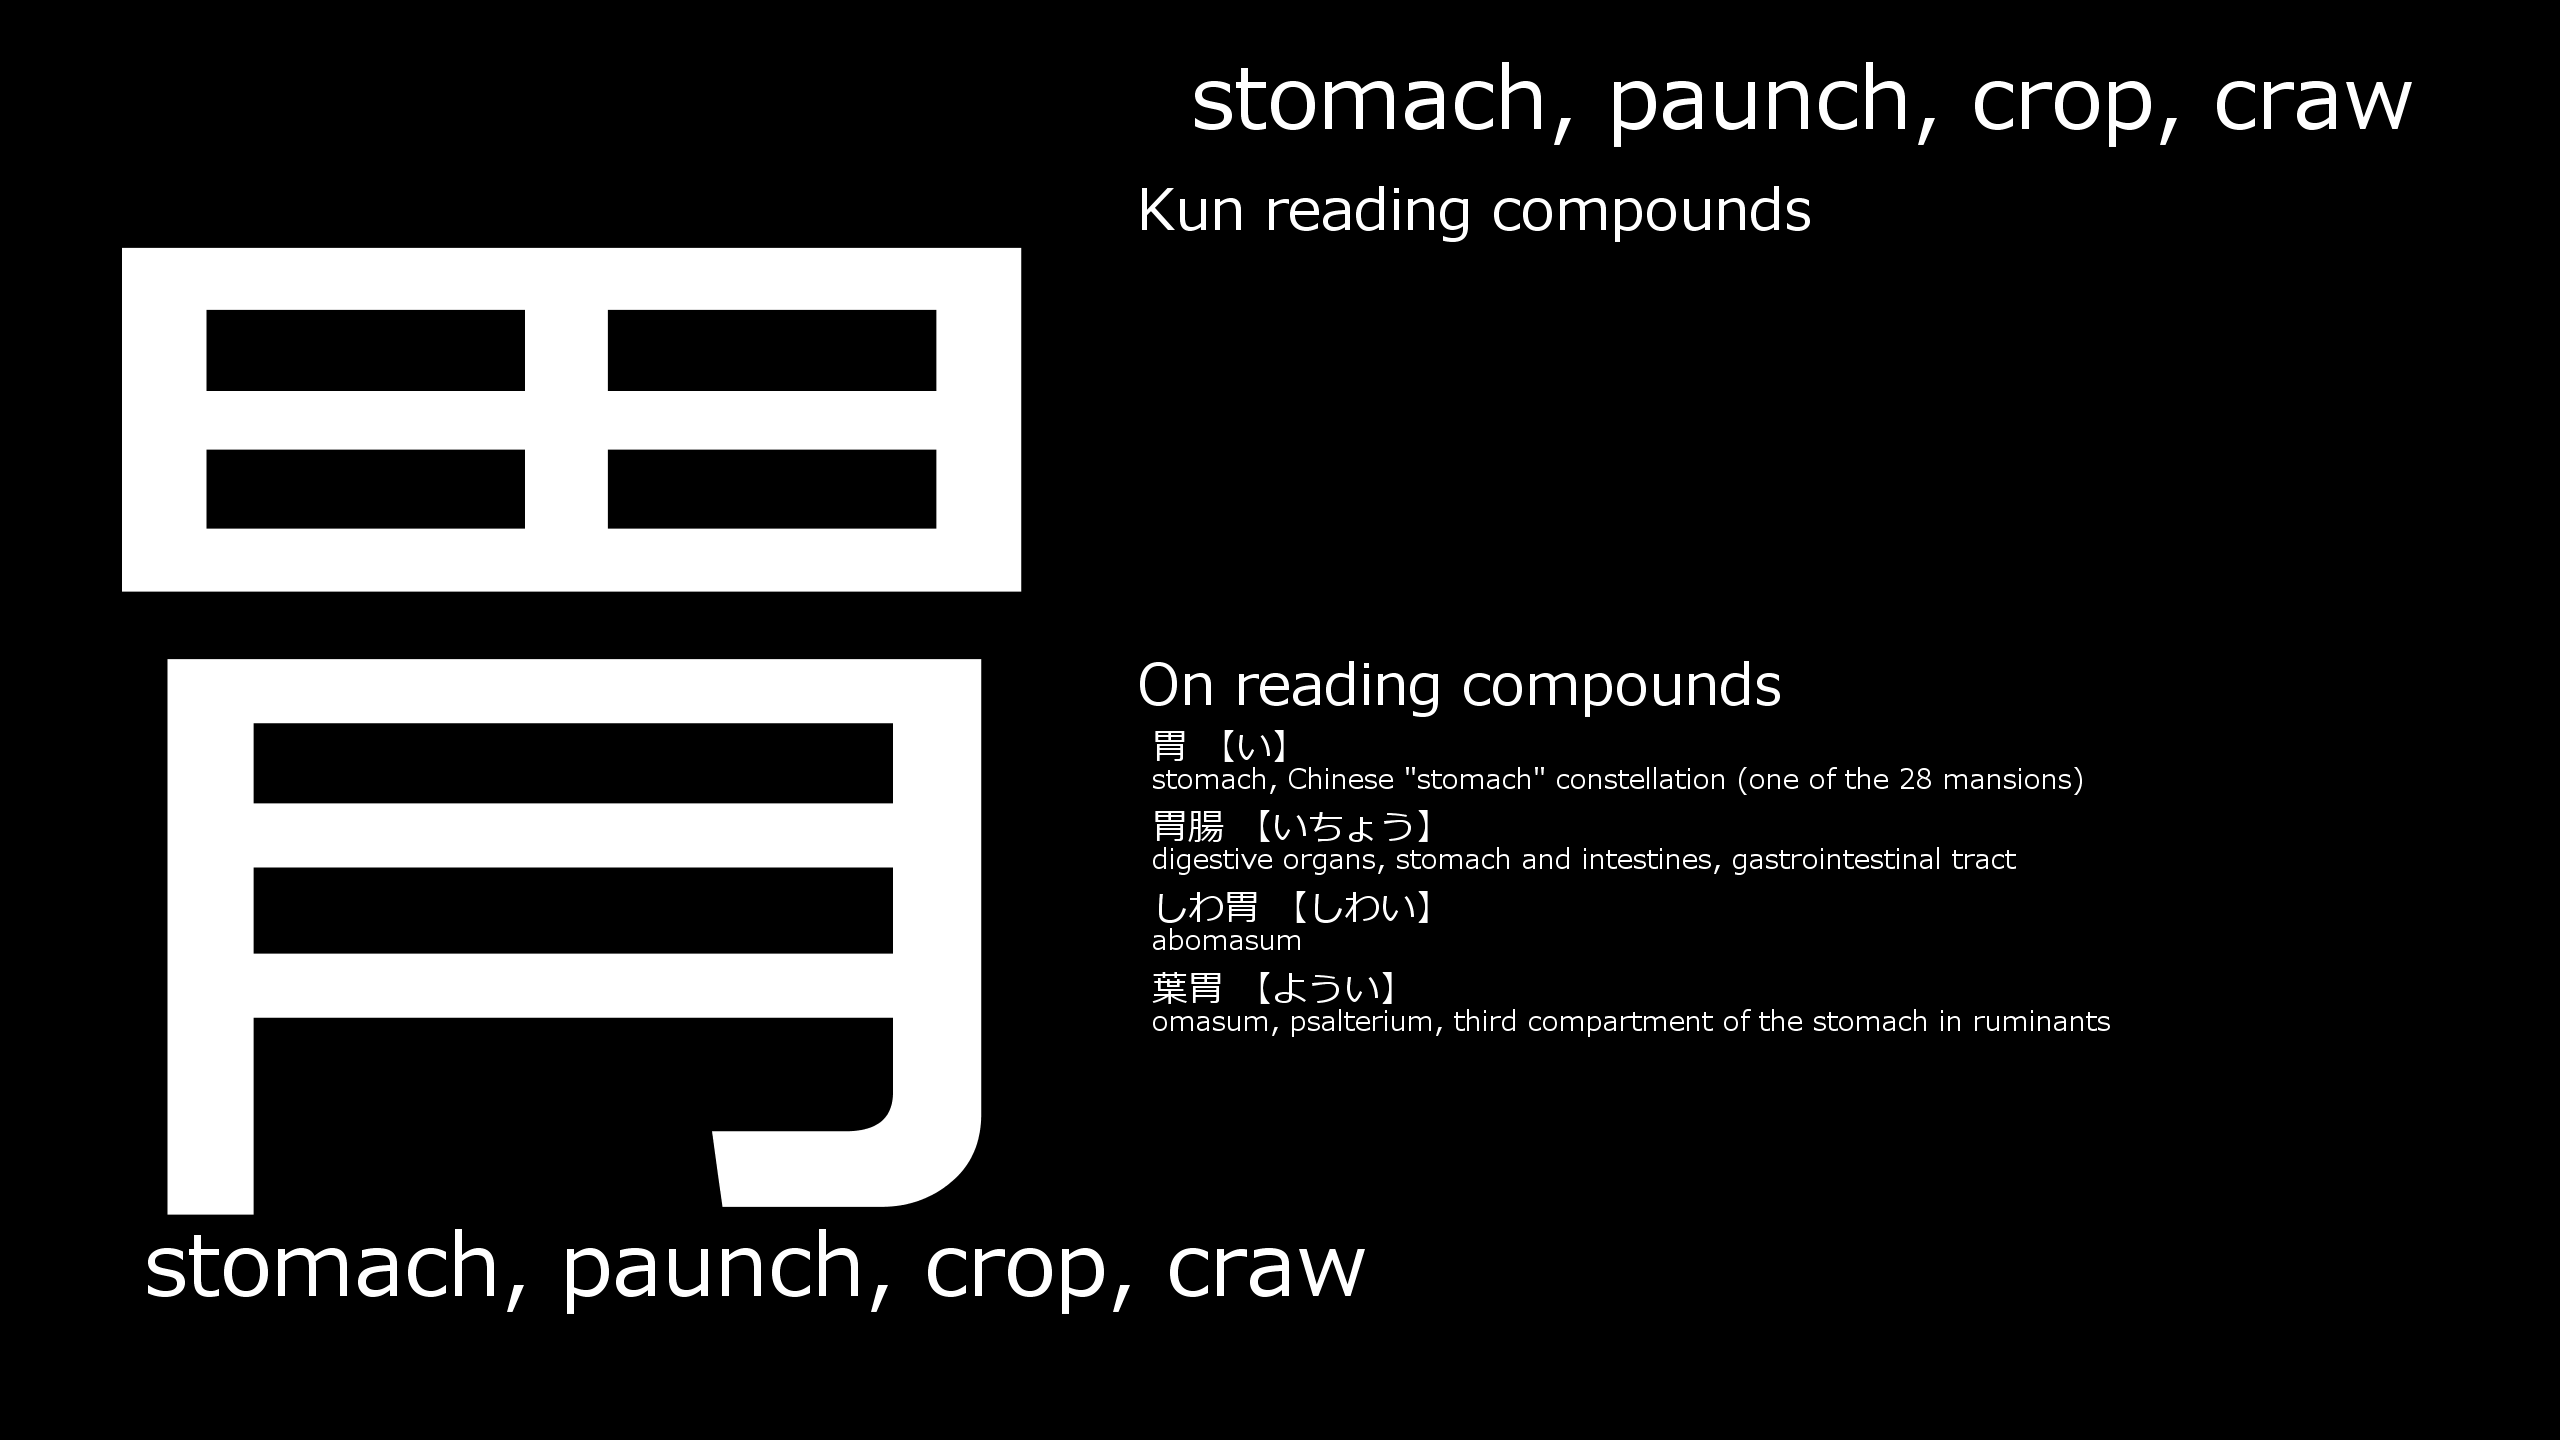 胃
stomach, paunch, crop, craw
Kun reading compounds
On reading compounds
胃 【い】
stomach, Chinese "stomach" constellation (one of the 28 mansions)
胃腸 【いちょう】
digestive organs, stomach and intestines, gastrointestinal tract
しわ胃 【しわい】
abomasum
葉胃 【ようい】
omasum, psalterium, third compartment of the stomach in ruminants
stomach, paunch, crop, craw